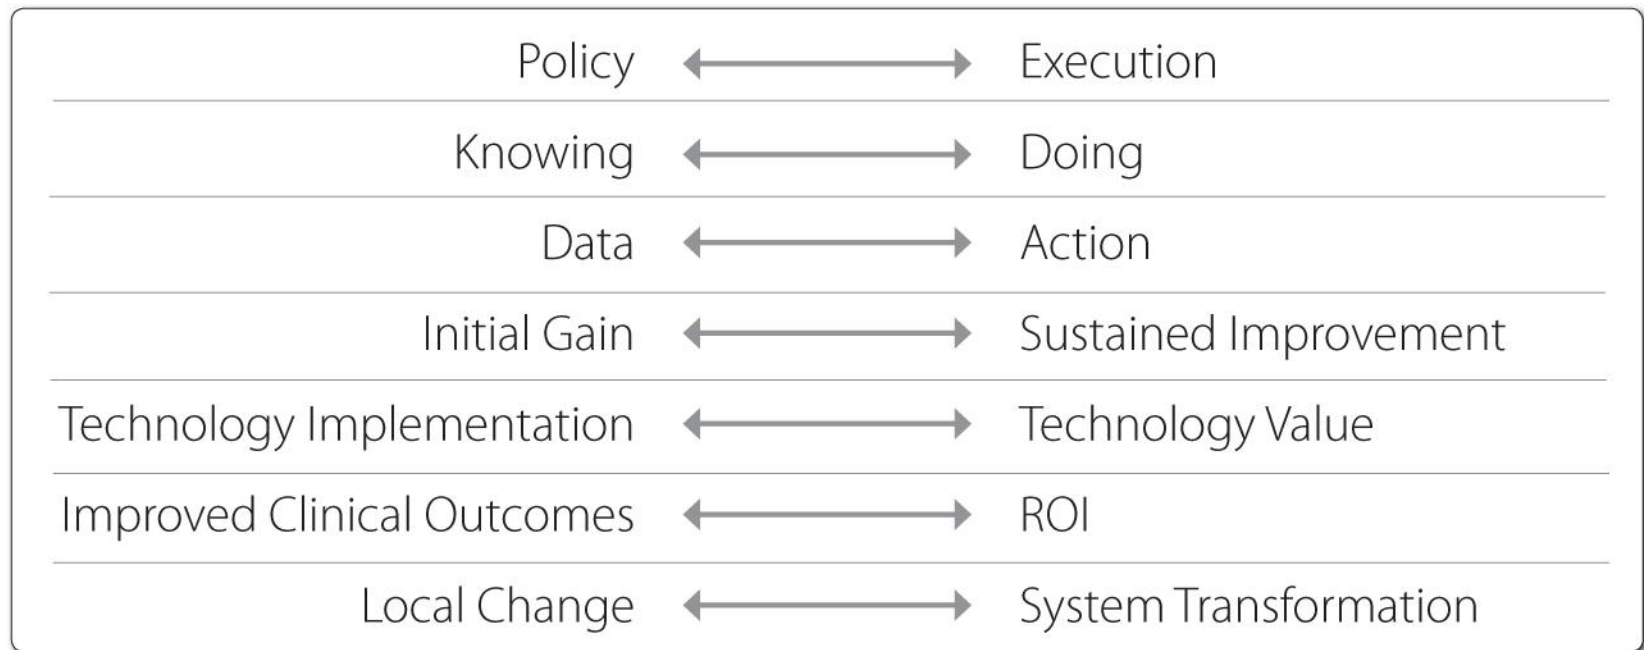 Policy Execution
Knowing Doing
Data Action
Initial Gain Sustained Improvement
Technology Implementation Technology Value
Improved Clinical Outcomes ROI
Local Change System Transformation